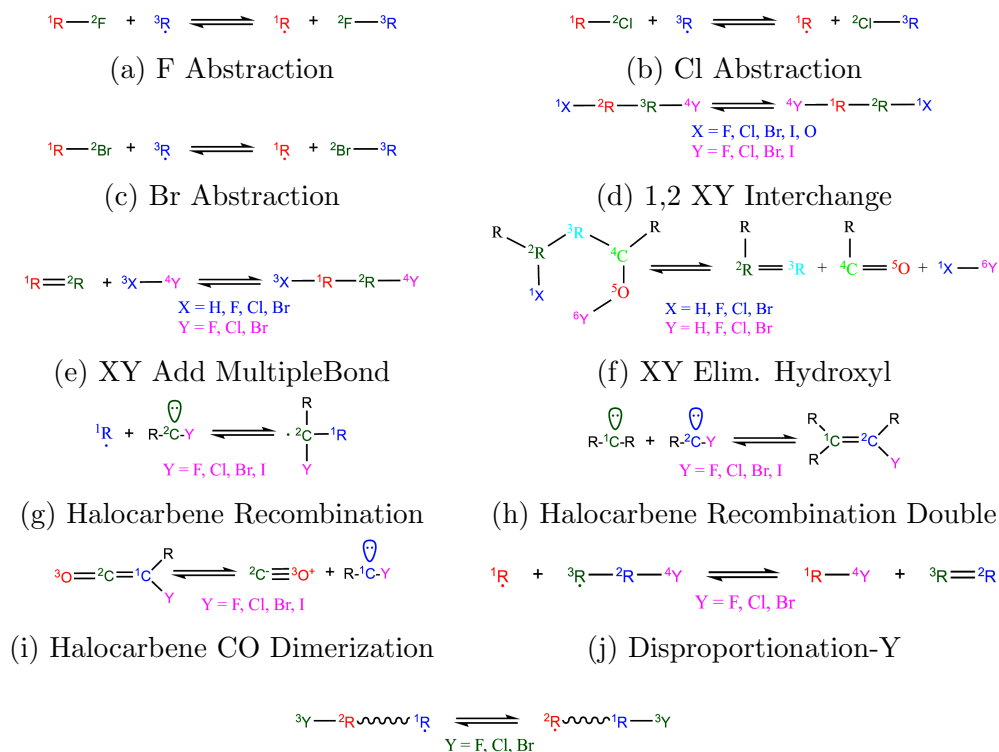 ¹R—²F + ³R· ⇌ ¹R· + ²F—³R
(a) F Abstraction
¹R—²Cl + ³R· ⇌ ¹R· + ²Cl—³R
(b) Cl Abstraction
¹R—²Br + ³R· ⇌ ¹R· + ²Br—³R
(c) Br Abstraction
¹X—²R—³R—⁴Y ⇌ ⁴Y—¹R—²R—¹X
X = F, Cl, Br, I, O
Y = F, Cl, Br, I
(d) 1,2 XY Interchange
¹R=²R + ³X—⁴Y ⇌ ³X—¹R—²R—⁴Y
X = H, F, Cl, Br
Y = F, Cl, Br
(e) XY Add MultipleBond
R ²R ³R ⁴C R ¹X ⁵O ⁶Y ⇌ R ²R=³R + R ⁴C=⁵O + ¹X—⁶Y
X = H, F, Cl, Br
Y = H, F, Cl, Br
(f) XY Elim. Hydroxyl
¹R· + R-²C-Y ⇌ R ·²C-¹R Y
Y = F, Cl, Br, I
(g) Halocarbene Recombination
R-¹C-R + R-²C-Y ⇌ R R ¹C=²C R Y
Y = F, Cl, Br, I
(h) Halocarbene Recombination Double
³O=²C=¹C R Y ⇌ ²C⁻≡³O⁺ + R-¹C-Y
Y = F, Cl, Br, I
(i) Halocarbene CO Dimerization
¹R· + ³R·—²R—⁴Y ⇌ ¹R—⁴Y + ³R=²R
Y = F, Cl, Br
(j) Disproportionation-Y
³Y—²R ¹R· ⇌ ²R· ¹R—³Y
Y = F, Cl, Br